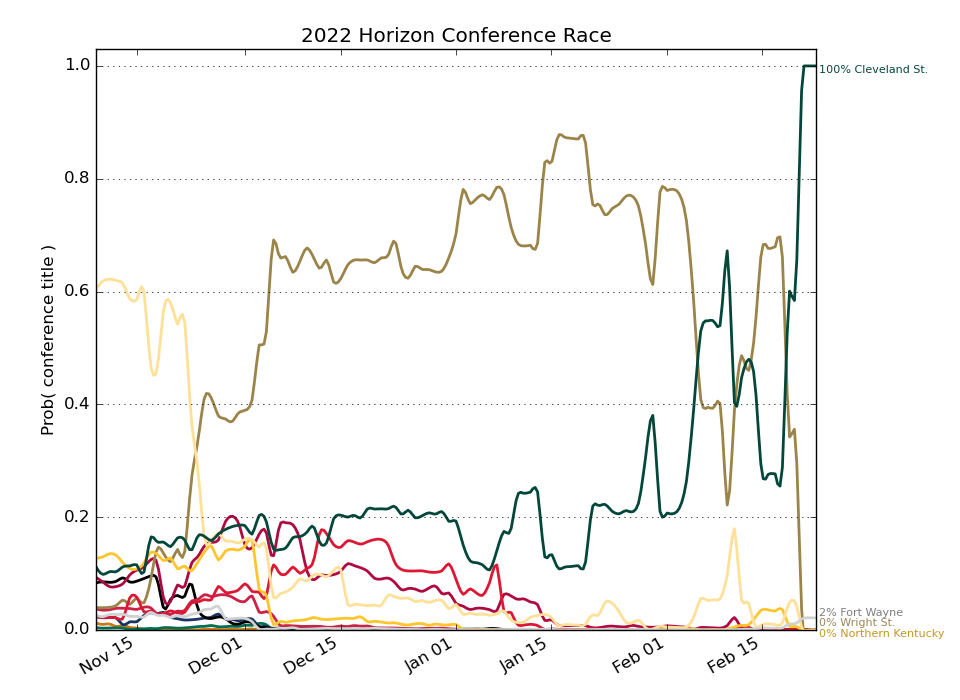 2022 Horizon Conference Race
Prob( conference title )
1.0
0.8
0.6
0.4
0.2
0.0
Nov 15
Dec 01
Dec 15
Jan 01
Jan 15
Feb 01
Feb 15
100% Cleveland St.
2% Fort Wayne
0% Wright St.
0% Northern Kentucky